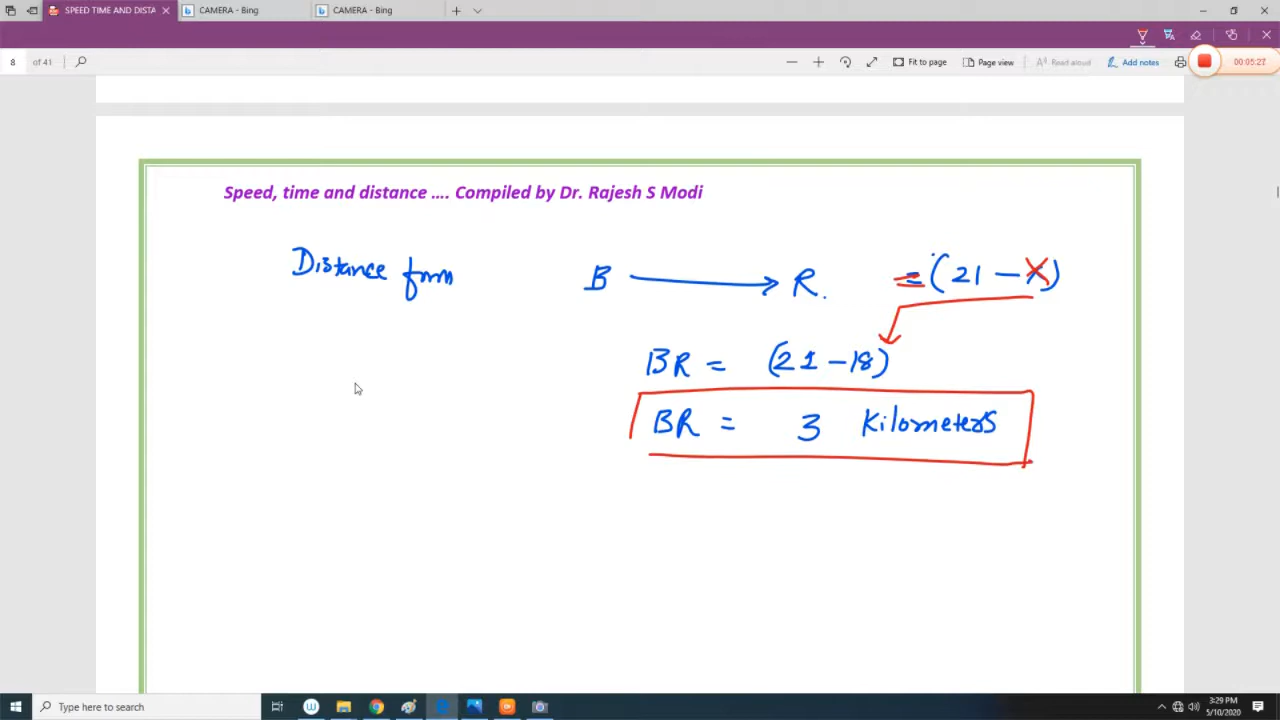 SPEED TIME AND DISTA
CAMERA - Bing
CAMERA - Bing
8 of 41
Fit to page
Page view
Read aloud
Add notes
00:05:27
Speed, time and distance .... Compiled by Dr. Rajesh S Modi
Distance form B → R. = (21 - X)
BR = (21 - 18)
BR = 3 Kilometers
Type here to search
3:29 PM
5/10/2020